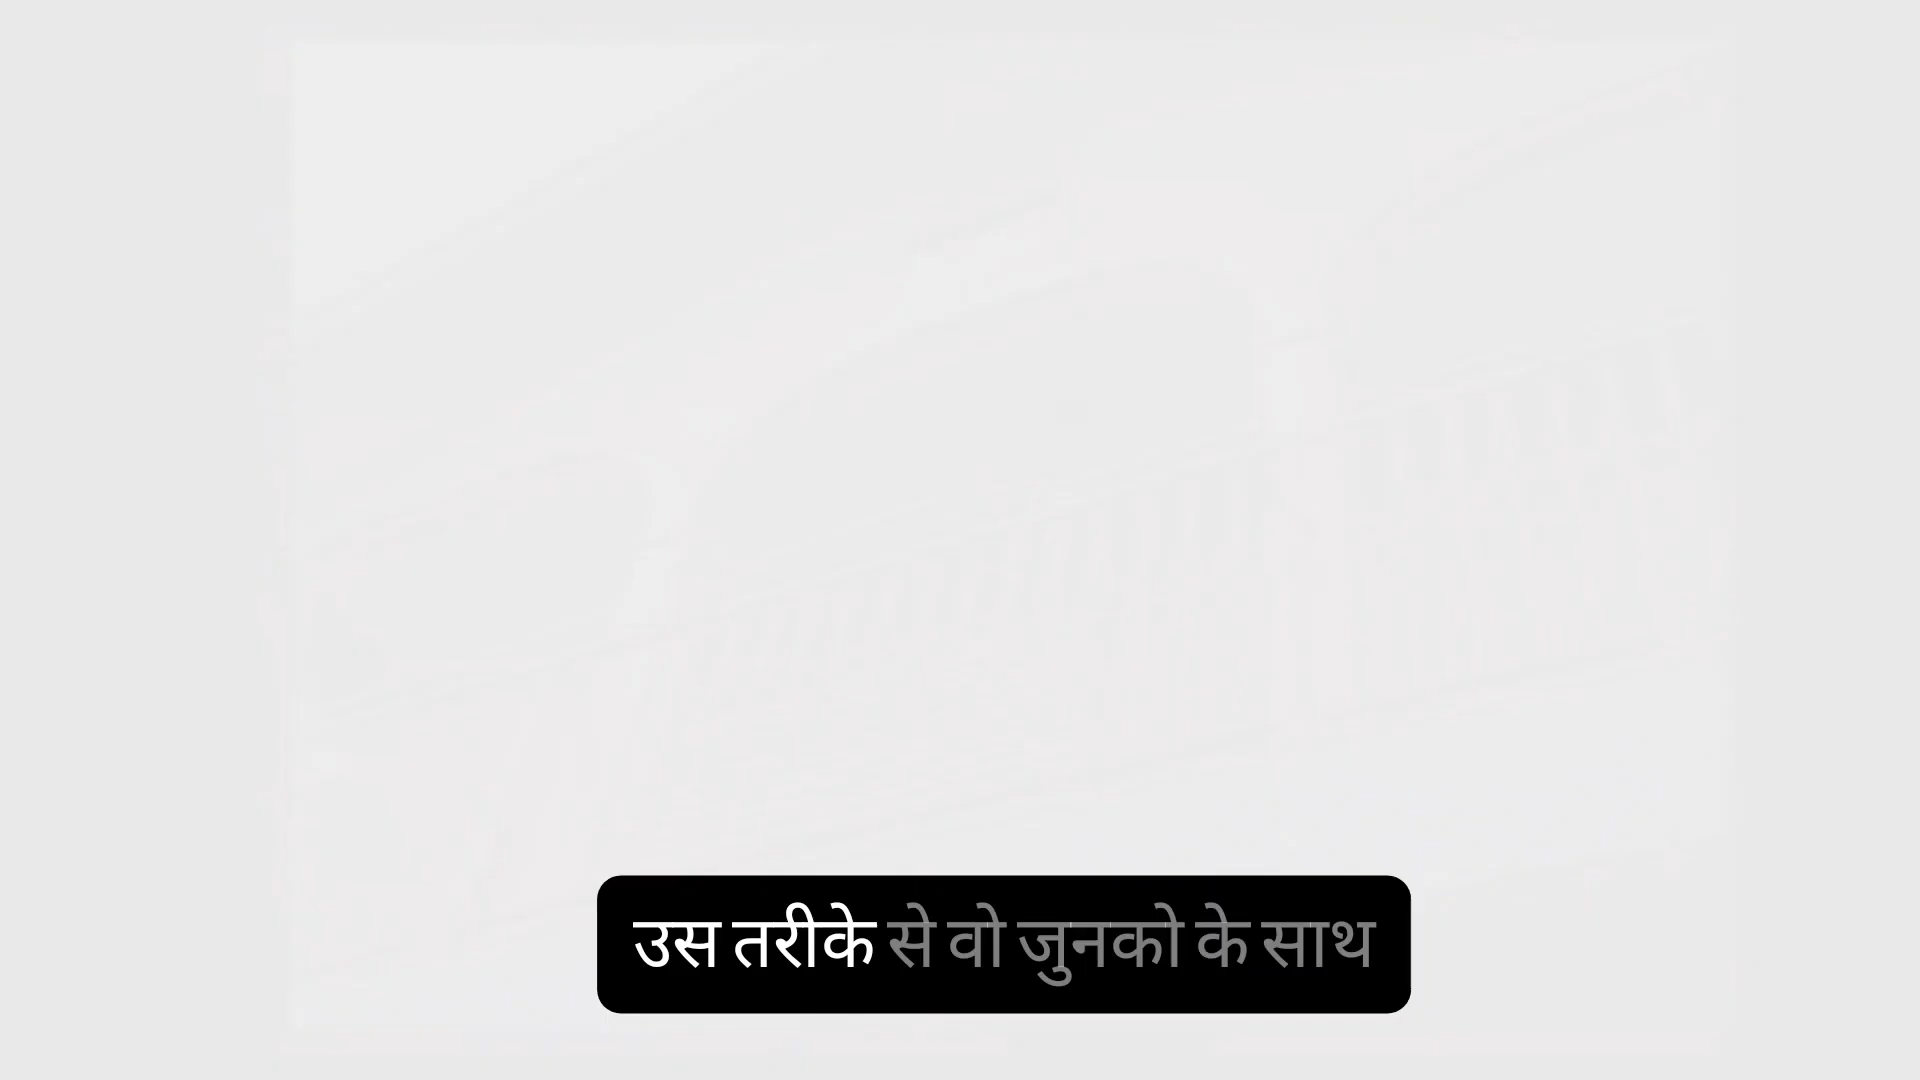 उस तरीके से वो जुनको के साथ